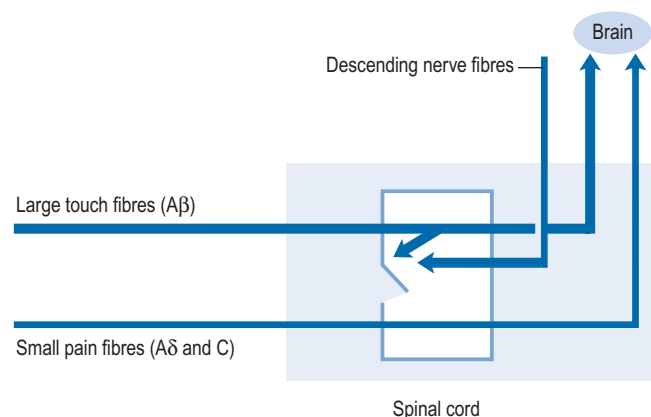 Brain
Descending nerve fibres
Large touch fibres (Aβ)
Small pain fibres (Aδ and C)
Spinal cord